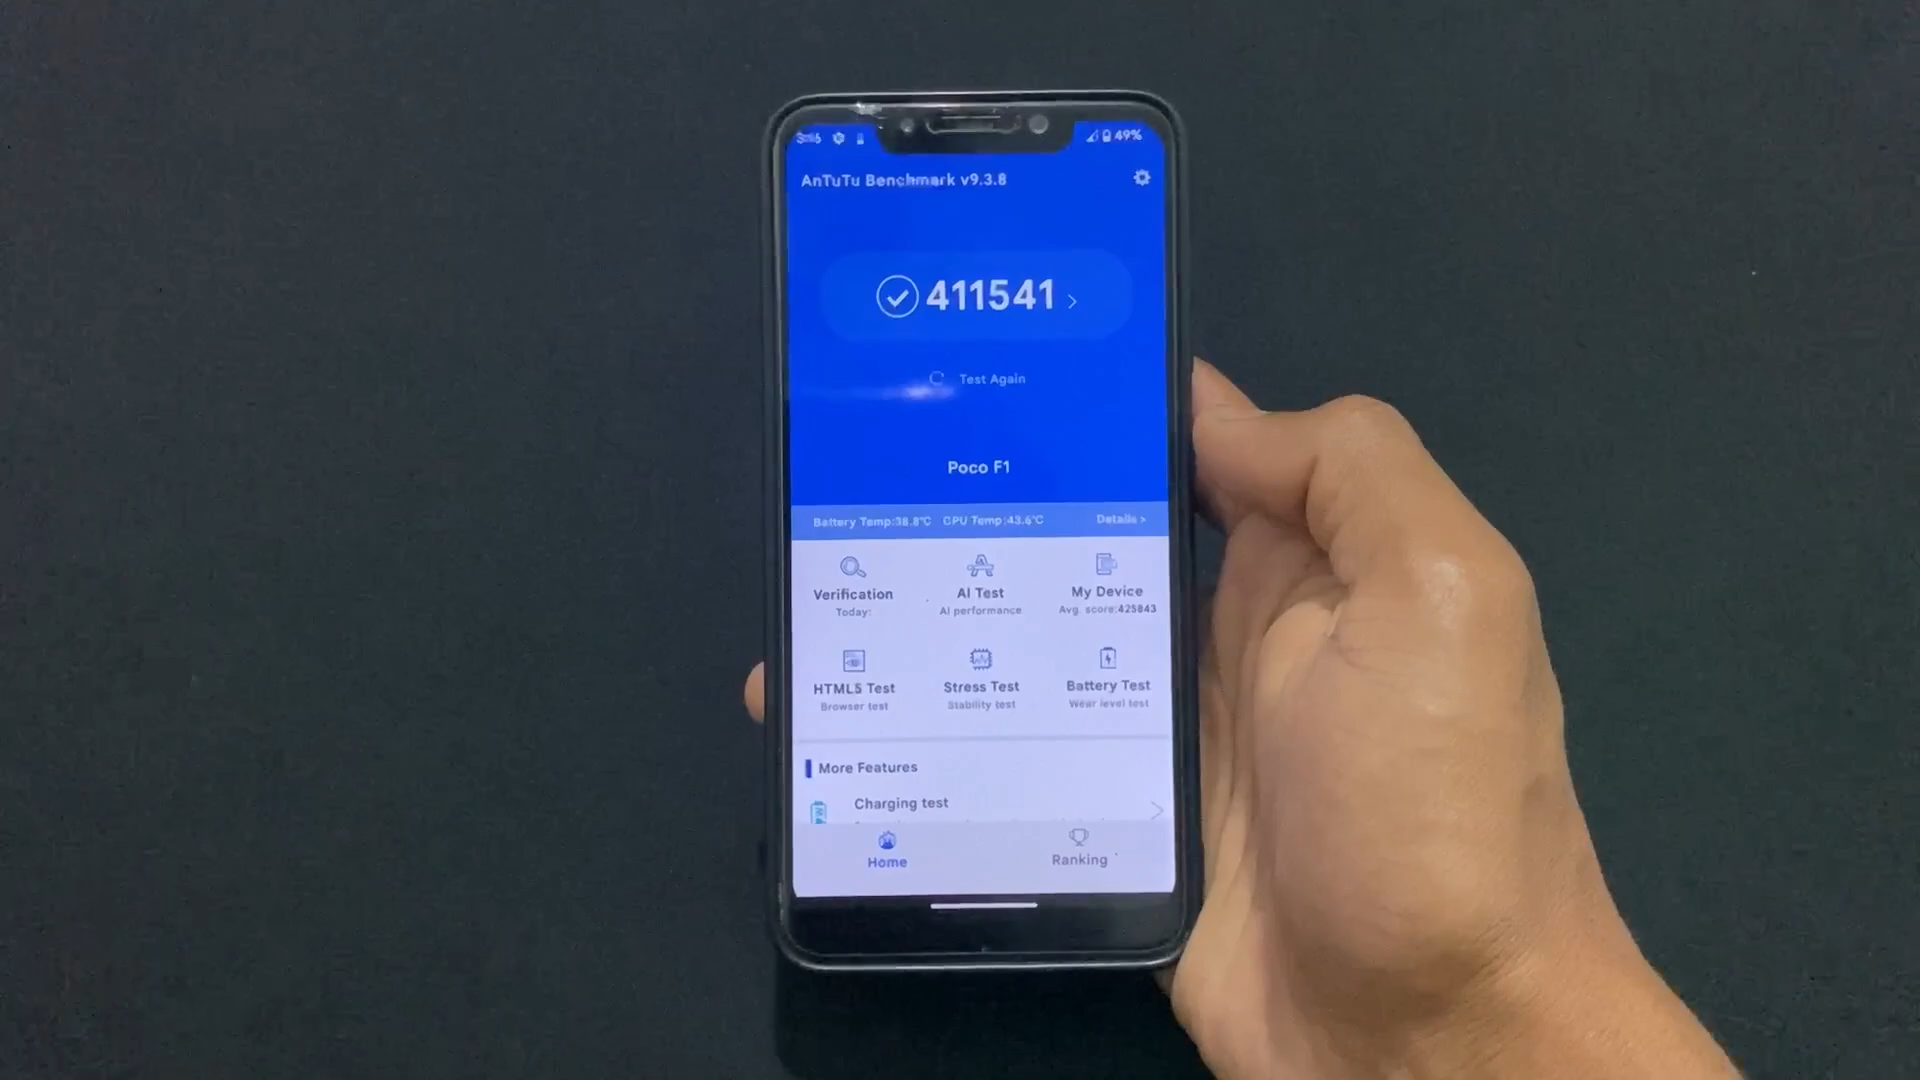 49%
AnTuTu Benchmark v9.3.8
411541 >
Test Again
Poco F1
Battery Temp:38.8℃ CPU Temp:43.6℃ Details >
Verification AI Test My Device
Today: AI performance Avg. score:425843
HTML5 Test Stress Test Battery Test
Browser test Stability test Wear level test
More Features
Charging test
Home Ranking